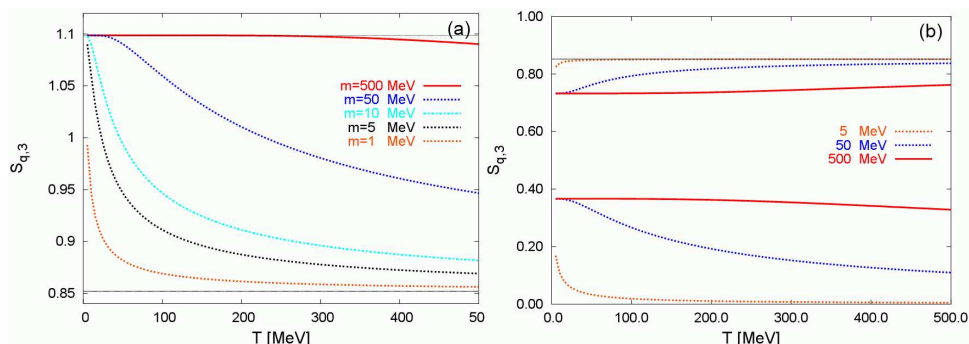 (a)
1.1
1.05
1
0.95
0.9
0.85
S_{q,3}
m=500 MeV
m=50 MeV
m=10 MeV
m=5 MeV
m=1 MeV
0 100 200 300 400 50
T [MeV]
(b)
1.00
0.80
0.60
0.40
0.20
0.00
S_{q,3}
5 MeV
50 MeV
500 MeV
0.0 100.0 200.0 300.0 400.0 500.0
T [MeV]